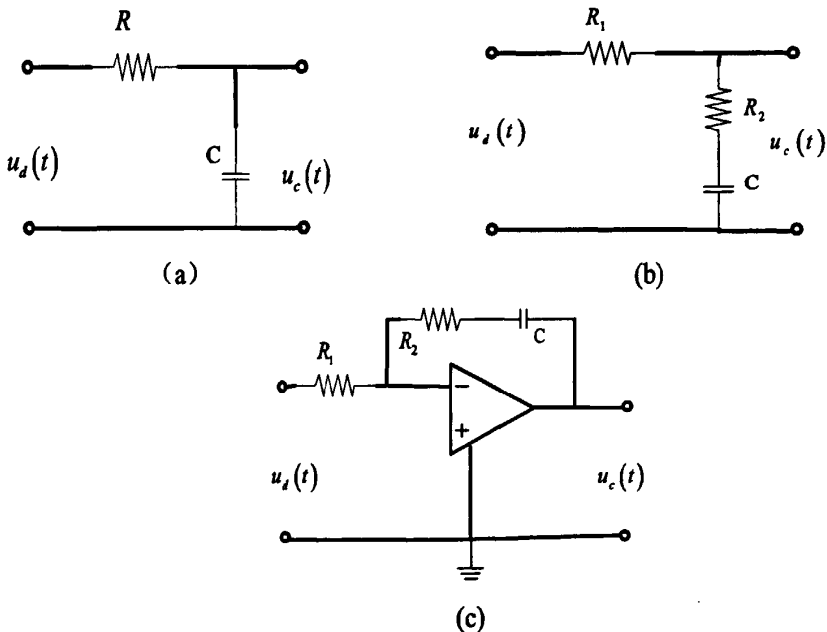 R
C
u_d(t)
u_c(t)
(a)
R_1
R_2
u_d(t)
u_c(t)
C
(b)
R_1
R_2
C
−
+
u_d(t)
u_c(t)
(c)